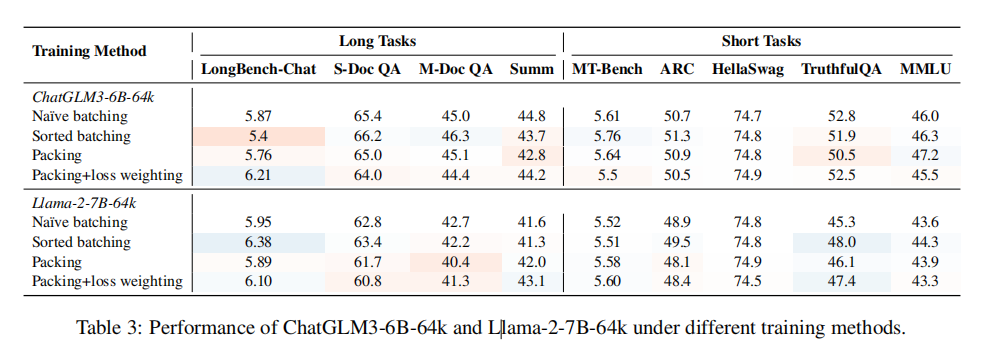 Training Method Long Tasks Short Tasks
LongBench-Chat S-Doc QA M-Doc QA Summ MT-Bench ARC HellaSwag TruthfulQA MMLU
ChatGLM3-6B-64k
Naïve batching 5.87 65.4 45.0 44.8 5.61 50.7 74.7 52.8 46.0
Sorted batching 5.4 66.2 46.3 43.7 5.76 51.3 74.8 51.9 46.3
Packing 5.76 65.0 45.1 42.8 5.64 50.9 74.8 50.5 47.2
Packing+loss weighting 6.21 64.0 44.4 44.2 5.5 50.5 74.9 52.5 45.5
Llama-2-7B-64k
Naïve batching 5.95 62.8 42.7 41.6 5.52 48.9 74.8 45.3 43.6
Sorted batching 6.38 63.4 42.2 41.3 5.51 49.5 74.8 48.0 44.3
Packing 5.89 61.7 40.4 42.0 5.58 48.1 74.9 46.1 43.9
Packing+loss weighting 6.10 60.8 41.3 43.1 5.60 48.4 74.5 47.4 43.3
Table 3: Performance of ChatGLM3-6B-64k and Llama-2-7B-64k under different training methods.